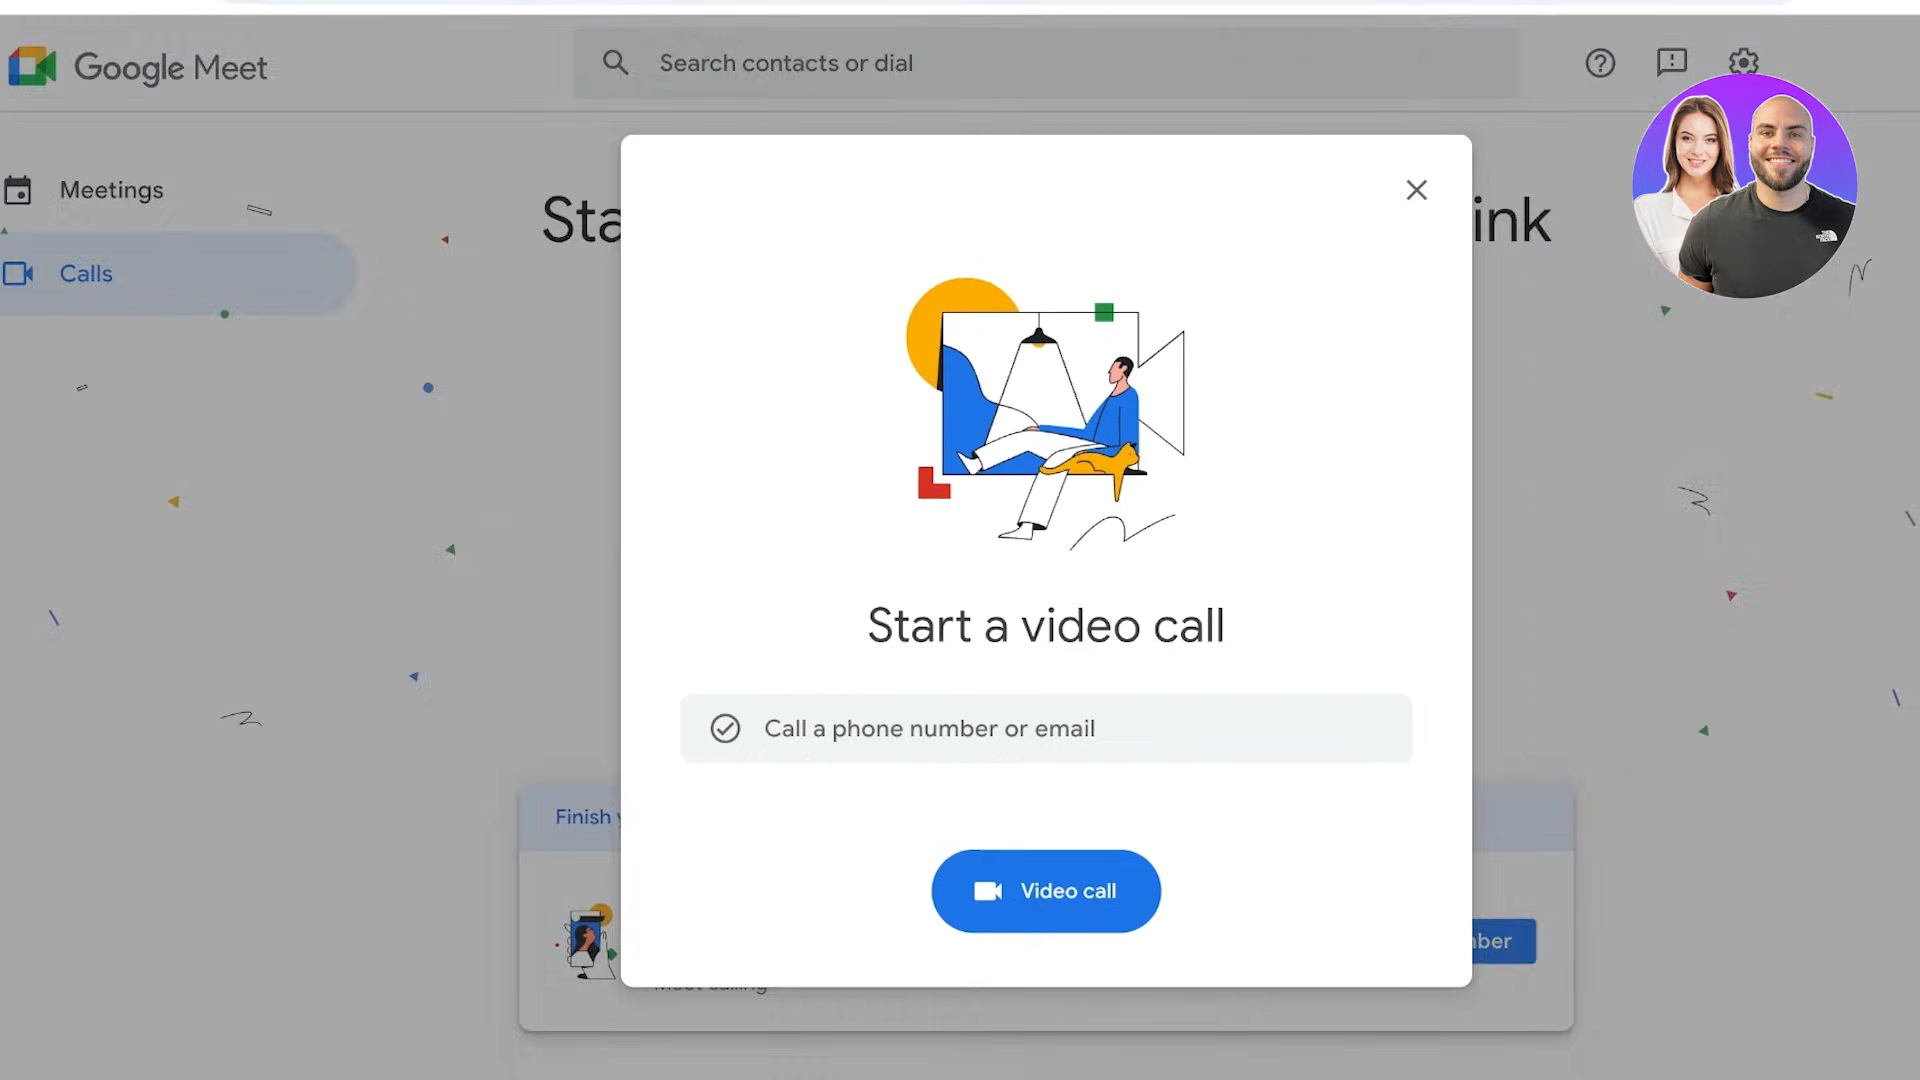 Google Meet
Search contacts or dial
Meetings
Calls
Sta
ink
Start a video call
Call a phone number or email
Finish
Video call
ber